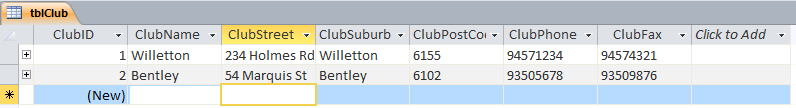 tblClub
ClubID ClubName ClubStreet ClubSuburb ClubPostCo ClubPhone ClubFax Click to Add
1 Willetton 234 Holmes Rd Willetton 6155 94571234 94574321
2 Bentley 54 Marquis St Bentley 6102 93505678 93509876
(New)